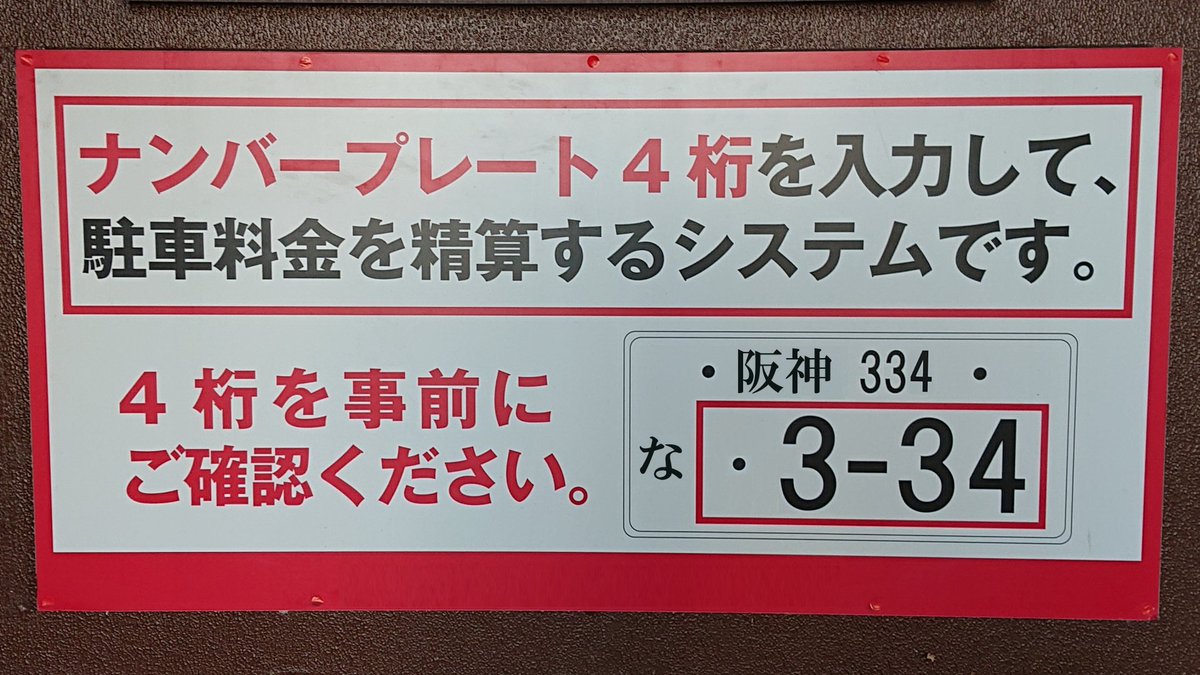 ナンバープレート4桁を入力して、
駐車料金を精算するシステムです。
4桁を事前に
ご確認ください。
・阪神 334・
な ・3-34